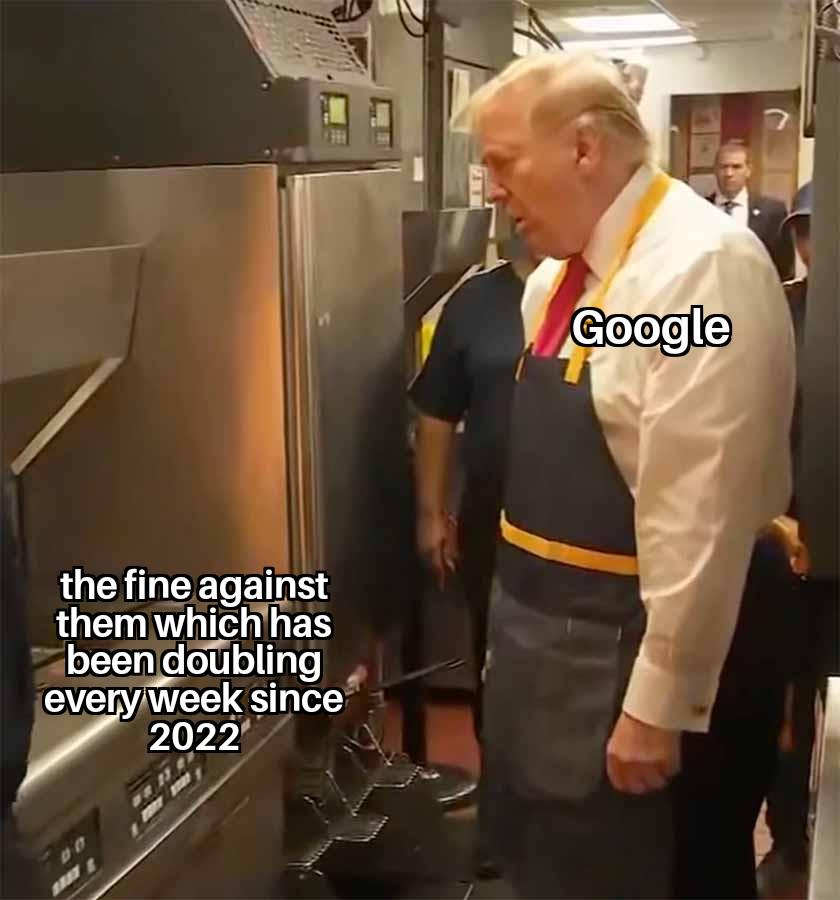 Google
the fine against
them which has
been doubling
every week since
2022